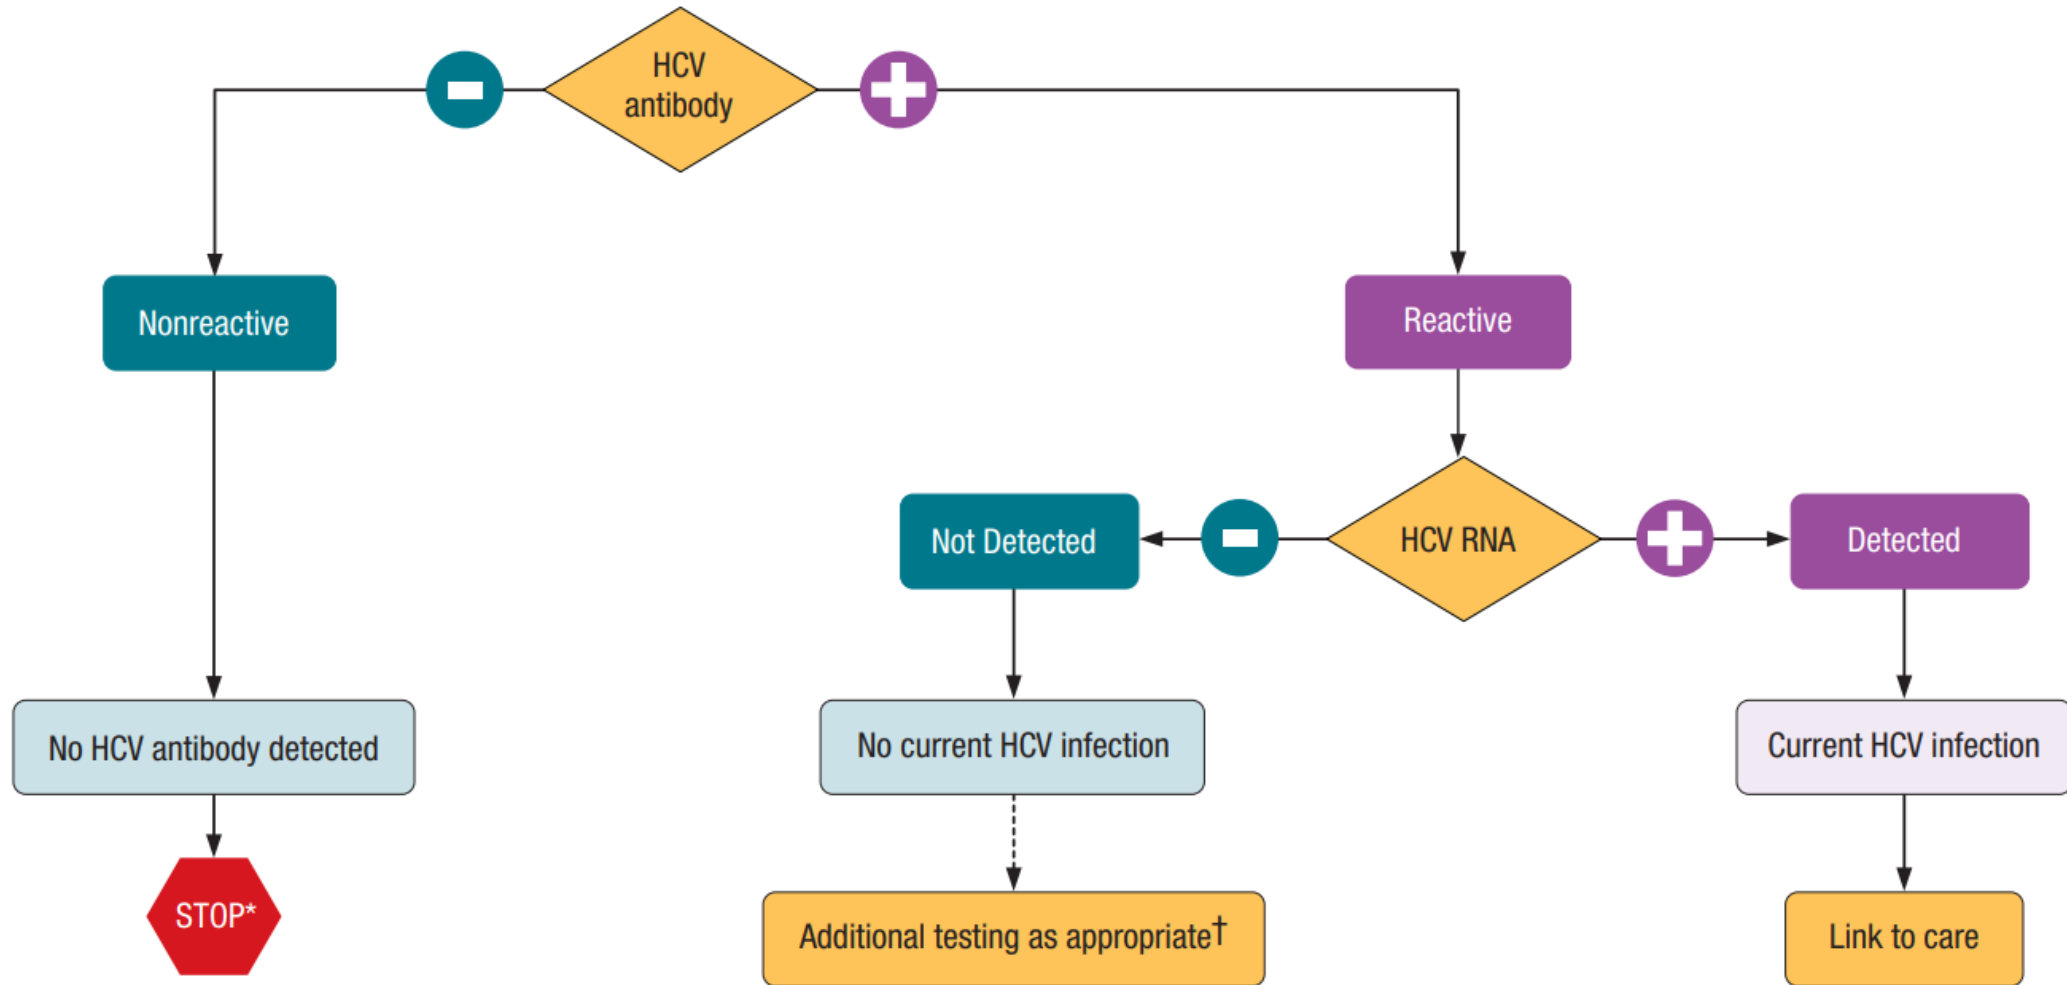 HCV
antibody
Nonreactive
Reactive
Not Detected
HCV RNA
Detected
No HCV antibody detected
No current HCV infection
Current HCV infection
STOP*
Additional testing as appropriate†
Link to care